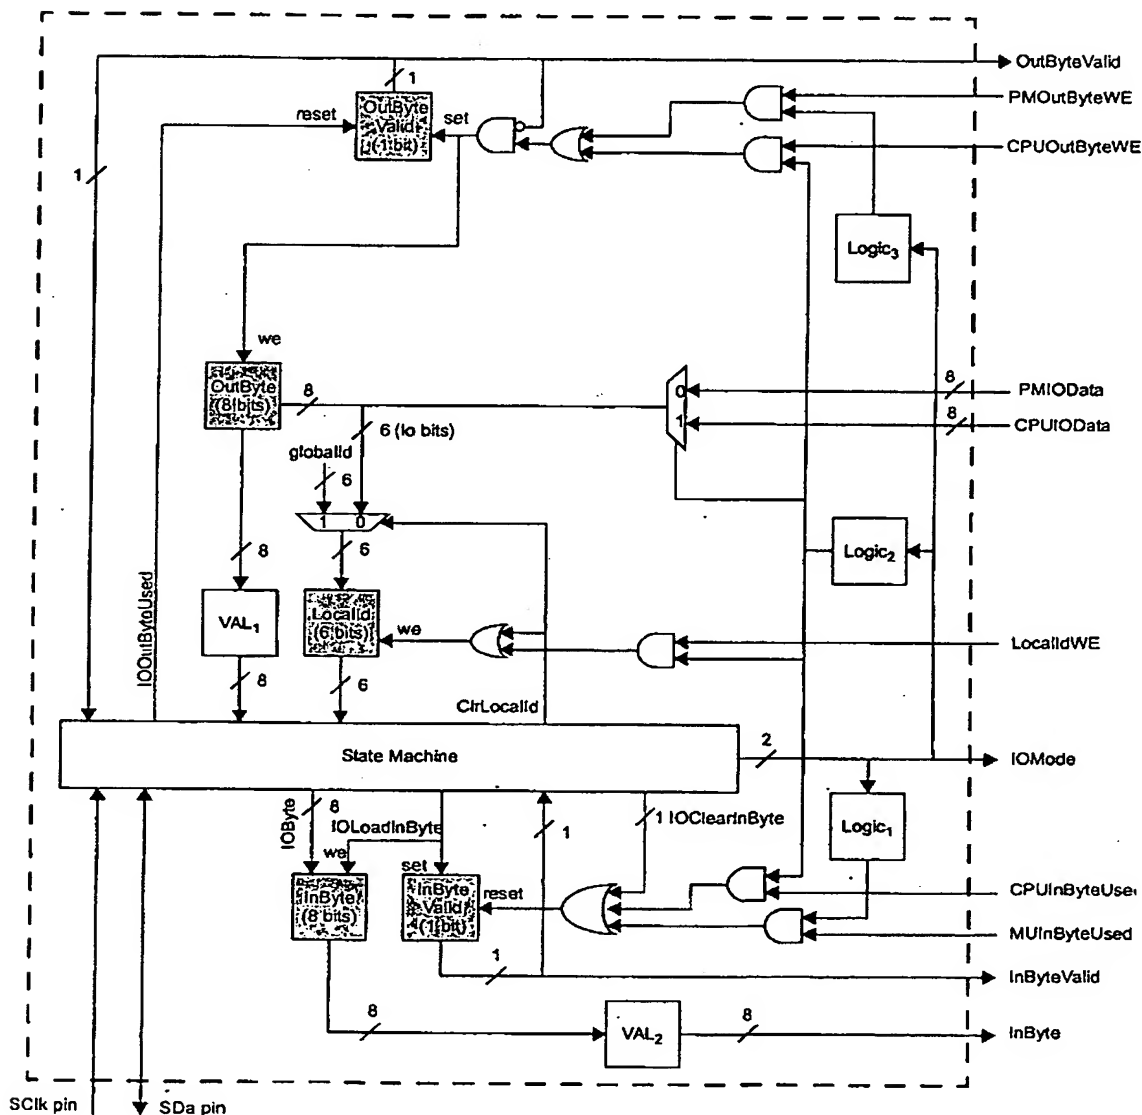 OutByteValid
1
OutByte
Valid
(1 bit)
reset
set
PMOutByteWE
CPUOutByteWE
1
Logic3
we
OutByte
(8 bits)
8
6 (lo bits)
0
1
8
PMIOData
8
CPUIOData
globalId
6
1 0
8
6
Logic2
IOOutByteUsed
VAL1
LocalId
(6 bits)
we
LocalIdWE
8
6
ClrLocalId
State Machine
2
IOMode
IOByte
8
IOLoadInByte
we
1
1 IOClearInByte
Logic1
set
InByte
(8 bits)
InByte
Valid
(1 bit)
reset
CPUInByteUse
MUInByteUsed
1
InByteValid
8
VAL2
8
InByte
SClk pin
SDa pin